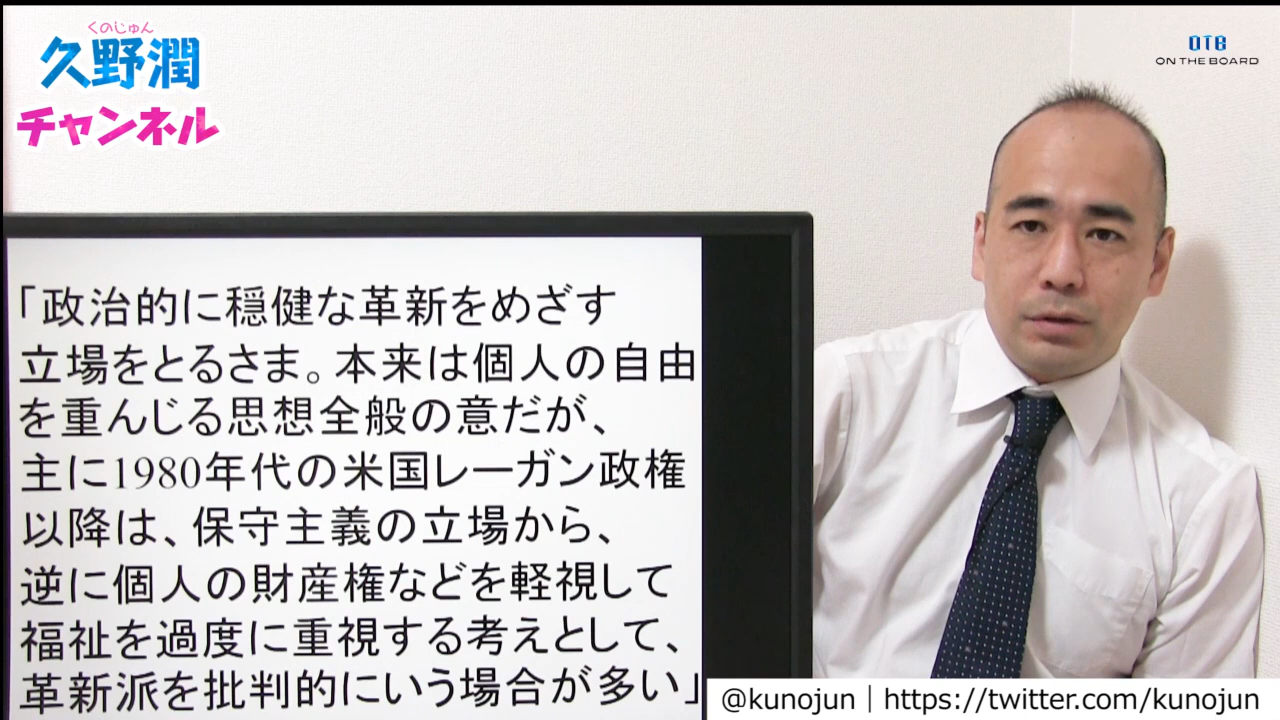 くのじゅん
久野潤
チャンネル
OTB
ON THE BOARD
「政治的に穏健な革新をめざす
立場をとるさま。本来は個人の自由
を重んじる思想全般の意だが、
主に1980年代の米国レーガン政権
以降は、保守主義の立場から、
逆に個人の財産権などを軽視して
福祉を過度に重視する考えとして、
革新派を批判的にいう場合が多い」
@kunojun｜https://twitter.com/kunojun